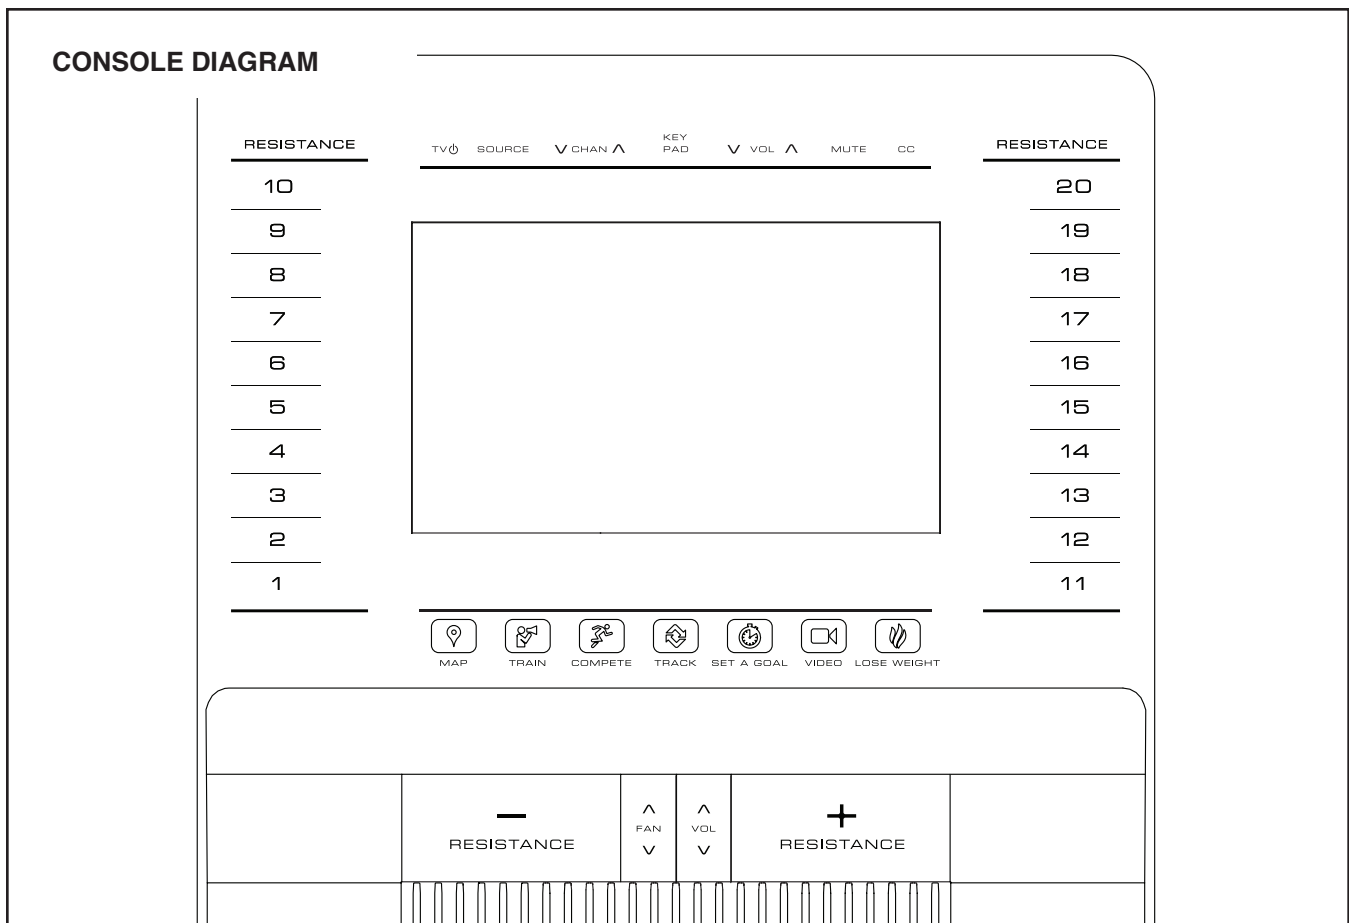 CONSOLE DIAGRAM
RESISTANCE
10
9
8
7
6
5
4
3
2
1
TV SOURCE CHAN KEY PAD VOL MUTE CC
RESISTANCE
20
19
18
17
16
15
14
13
12
11
MAP TRAIN COMPETE TRACK SET A GOAL VIDEO LOSE WEIGHT
− RESISTANCE
FAN
VOL
+ RESISTANCE